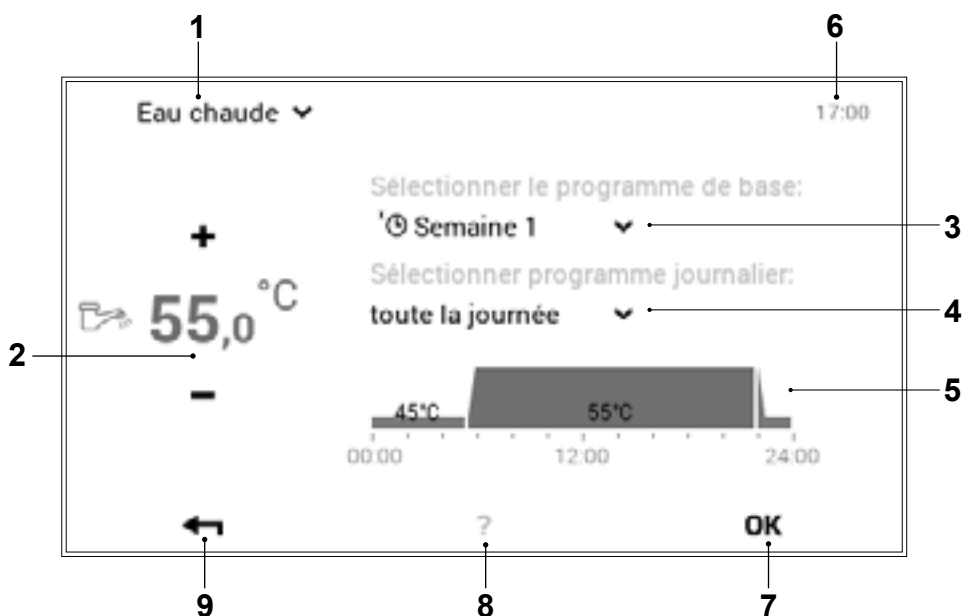 1 6
Eau chaude
17:00
Sélectionner le programme de base:
Semaine 1
3
+
Sélectionner programme journalier:
55,0 °C
toute la journée
4
2
−
5
45°C 55°C
00:00 12:00 24:00
? OK
9 8 7